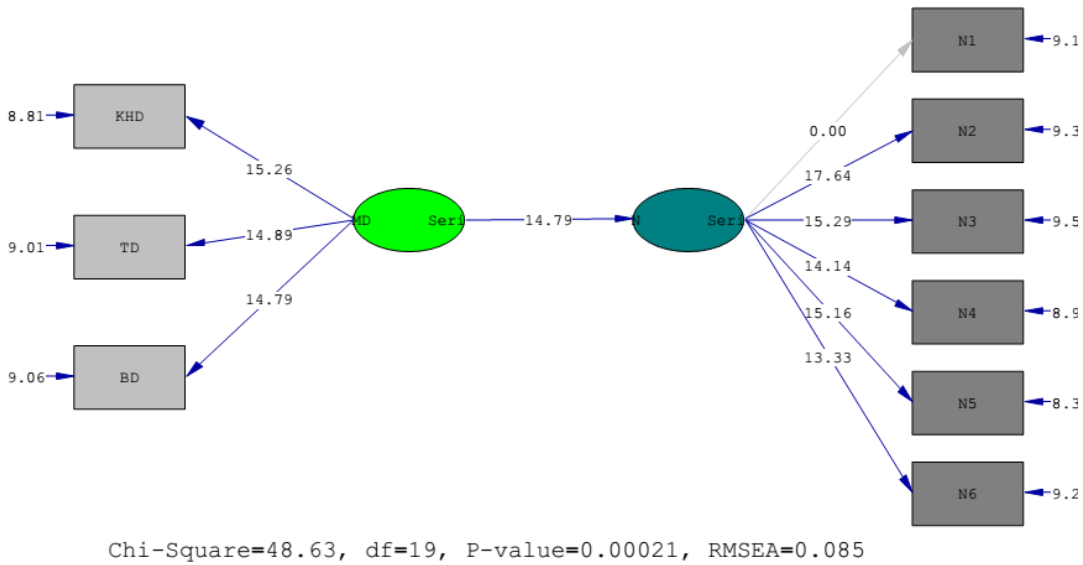 N1
9.1
KHD
8.81
0.00
N2
9.3
15.26
17.64
MD Seri
14.79
N Seri
15.29
N3
9.5
TD
9.01
14.89
14.14
N4
8.9
14.79
15.16
13.33
BD
9.06
N5
8.3
N6
9.2
Chi-Square=48.63, df=19, P-value=0.00021, RMSEA=0.085